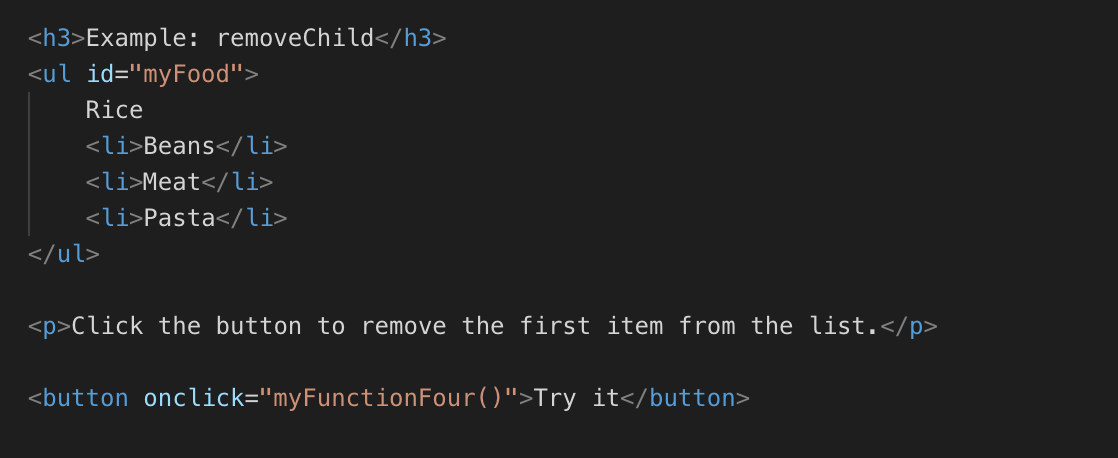 <h3>Example: removeChild</h3>
<ul id="myFood">
    Rice
    <li>Beans</li>
    <li>Meat</li>
    <li>Pasta</li>
</ul>

<p>Click the button to remove the first item from the list.</p>

<button onclick="myFunctionFour()">Try it</button>